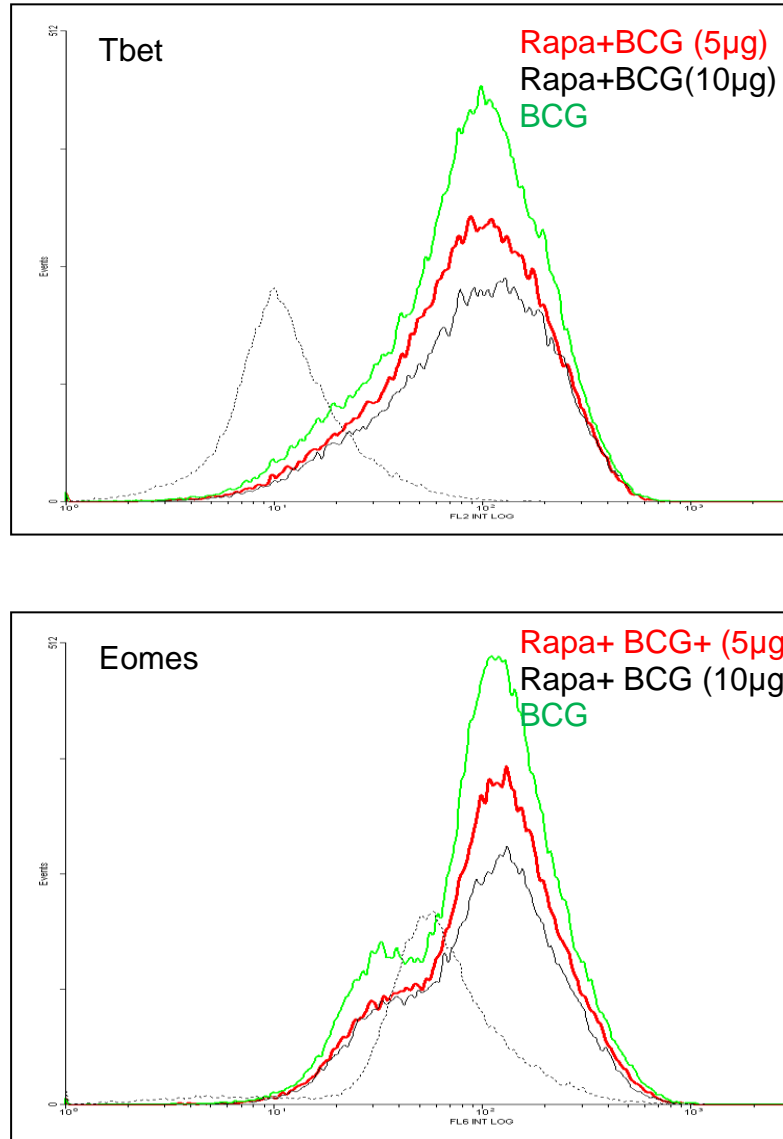 512
Tbet
Rapa+BCG (5µg)
Rapa+BCG(10µg)
BCG
Events
0
10⁰ 10¹ 10² 10³
FL2 INT LOG
512
Eomes
Rapa+ BCG+ (5µg
Rapa+ BCG (10µg
BCG
Events
0
10⁰ 10¹ 10² 10³
FL6 INT LOG